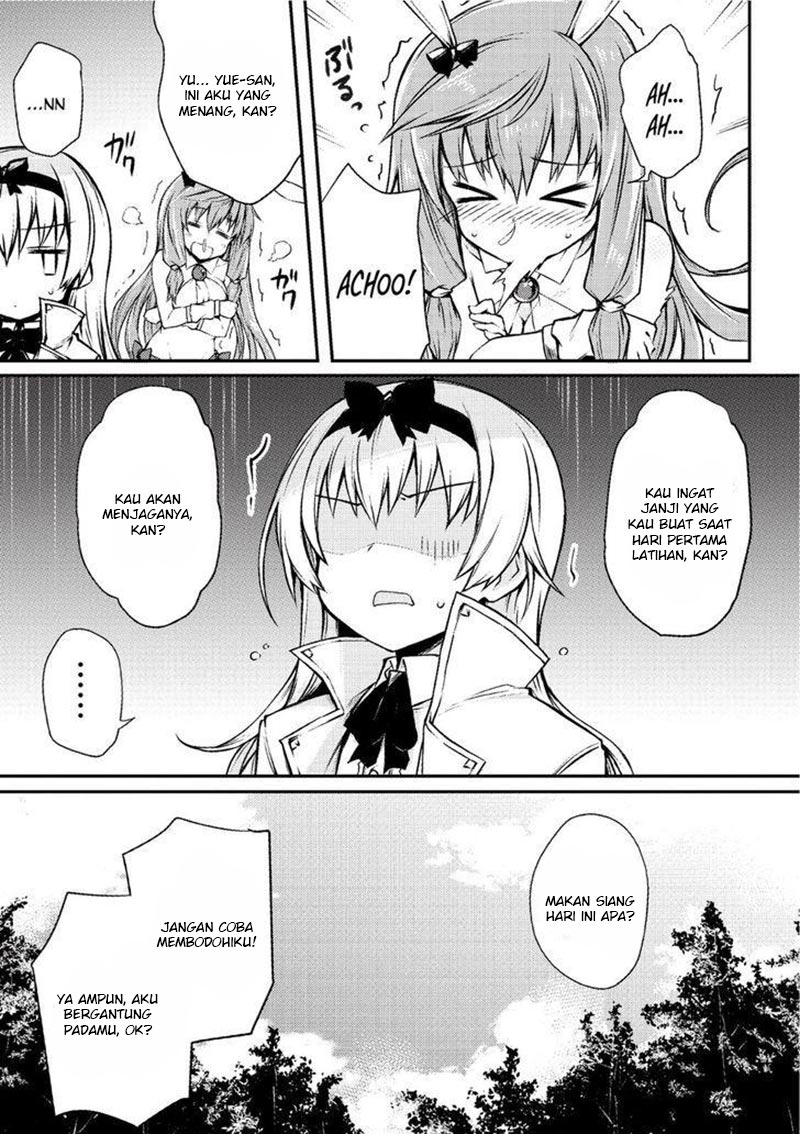 AH...
AH...
ACHOO!
ぶるっ
YU... YUE-SAN,
INI AKU YANG
MENANG, KAN?
ガク
ガク
...NN
KAU INGAT
JANJI YANG
KAU BUAT SAAT
HARI PERTAMA
LATIHAN, KAN?
KAU AKAN
MENJAGANYA,
KAN?
......
MAKAN SIANG
HARI INI APA?
JANGAN COBA
MEMBODOHIKU!
YA AMPUN, AKU
BERGANTUNG
PADAMU, OK?